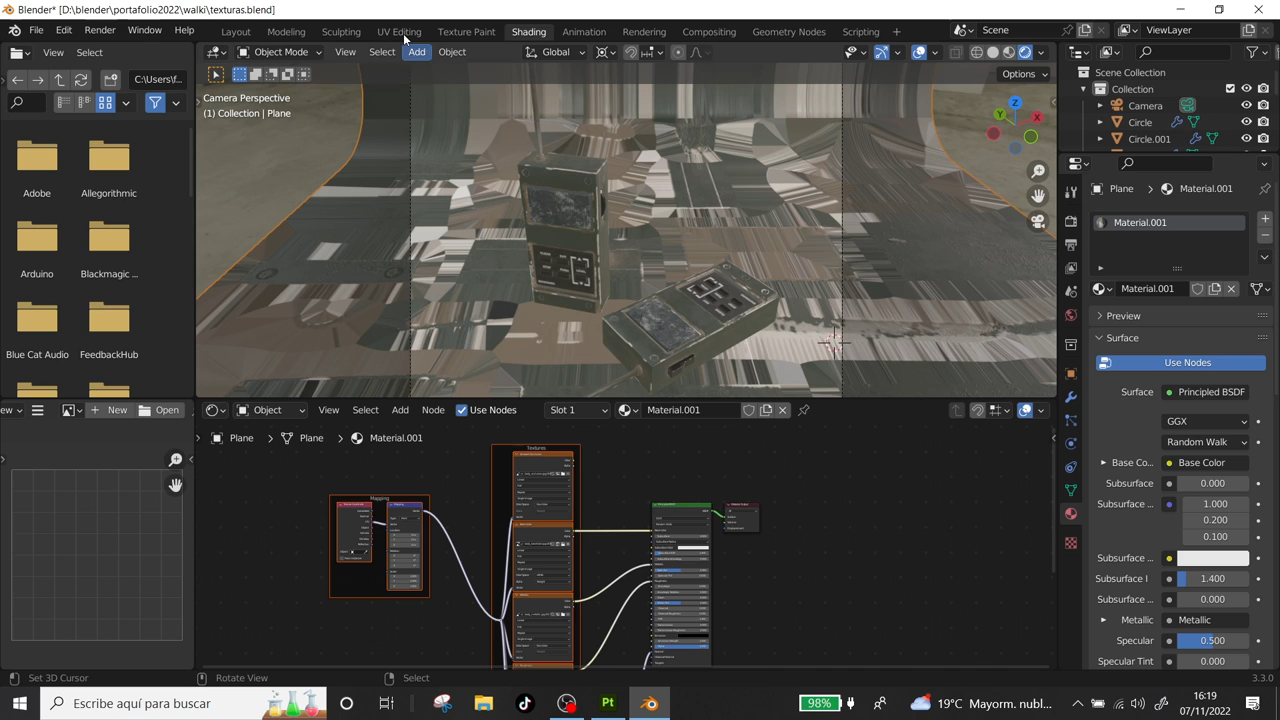 Blender* [D:\blender\portafolio2022\walki\texturas.blend]
File Edit Render Window Help Layout Modeling Sculpting UV Editing Texture Paint Shading Animation Rendering Compositing Geometry Nodes Scripting Scene ViewLayer
View Select Object Mode View Select Add Object Global
Options
C:\Users\f...
Camera Perspective
(1) Collection | Plane
Z
Y
X
Scene Collection
Collection
Camera
Circle
Circle.001
Adobe
Allegorithmic
Arduino
Blackmagic ...
Blue Cat Audio
FeedbackHub
Plane Material.001
Material.001
Material.001
Preview
Surface
Use Nodes
Surface Principled BSDF
GGX
Random Walk
Base Co... Base Color
Subsurface 0.000
Subsurfac... 1.000
0.200
0.100
Subsurfac...
Subsurface I 1.400
Subsurfac... 0.000
Metallic Metallic
Specular 0.500
Specular Tint 0.000
ew New Open Object View Select Add Node Use Nodes Slot 1 Material.001
Plane Plane Material.001
Textures
Mapping
Set 3D Cursor Rotate View Select 3.3.0
Escribe aquí para buscar Pt 98% 19°C Mayorm. nubl...
16:19
07/11/2022